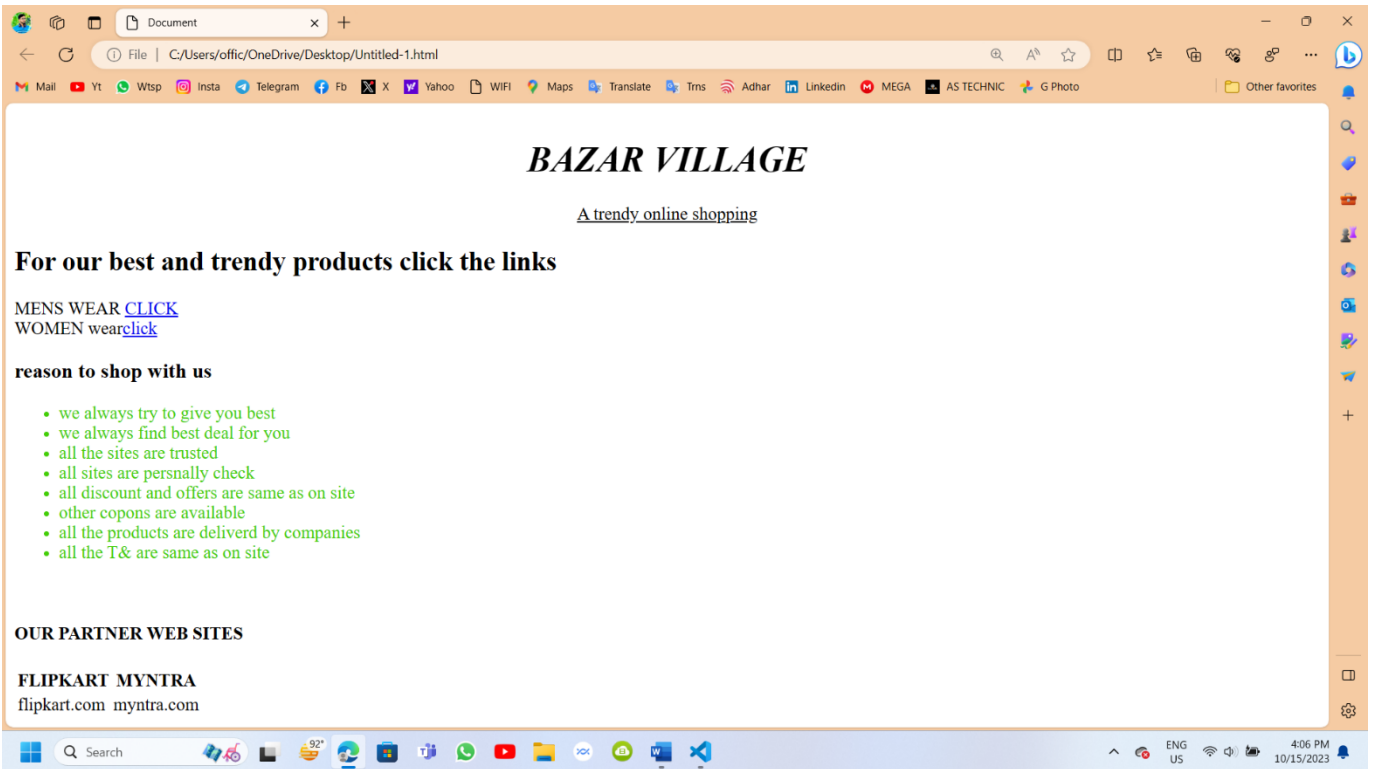 Document
File | C:/Users/offic/OneDrive/Desktop/Untitled-1.html
Mail Yt Wtsp Insta Telegram Fb X Yahoo WIFI Maps Translate Trns Adhar Linkedin MEGA AS TECHNIC G Photo Other favorites
BAZAR VILLAGE
A trendy online shopping
For our best and trendy products click the links
MENS WEAR CLICK
WOMEN wearclick
reason to shop with us
we always try to give you best
we always find best deal for you
all the sites are trusted
all sites are persnally check
all discount and offers are same as on site
other copons are available
all the products are deliverd by companies
all the T& are same as on site
OUR PARTNER WEB SITES
FLIPKART MYNTRA
flipkart.com myntra.com
Search
92°
ENG
US
4:06 PM
10/15/2023